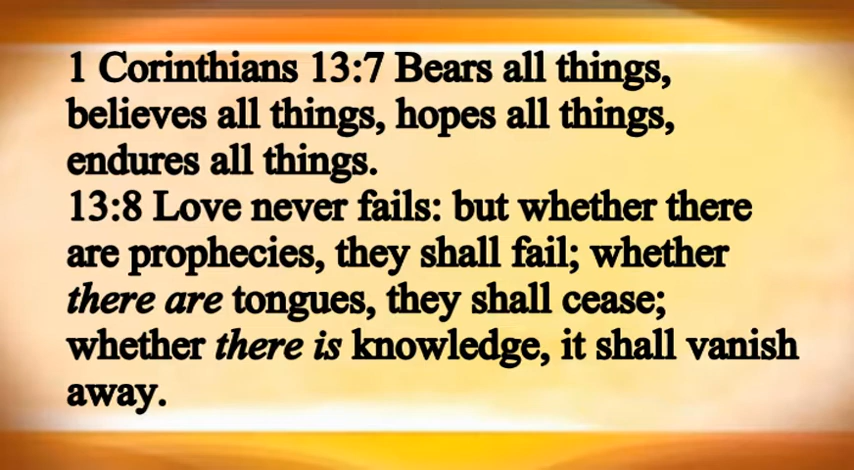 1 Corinthians 13:7 Bears all things,
believes all things, hopes all things,
endures all things.
13:8 Love never fails: but whether there
are prophecies, they shall fail; whether
there are tongues, they shall cease;
whether there is knowledge, it shall vanish
away.